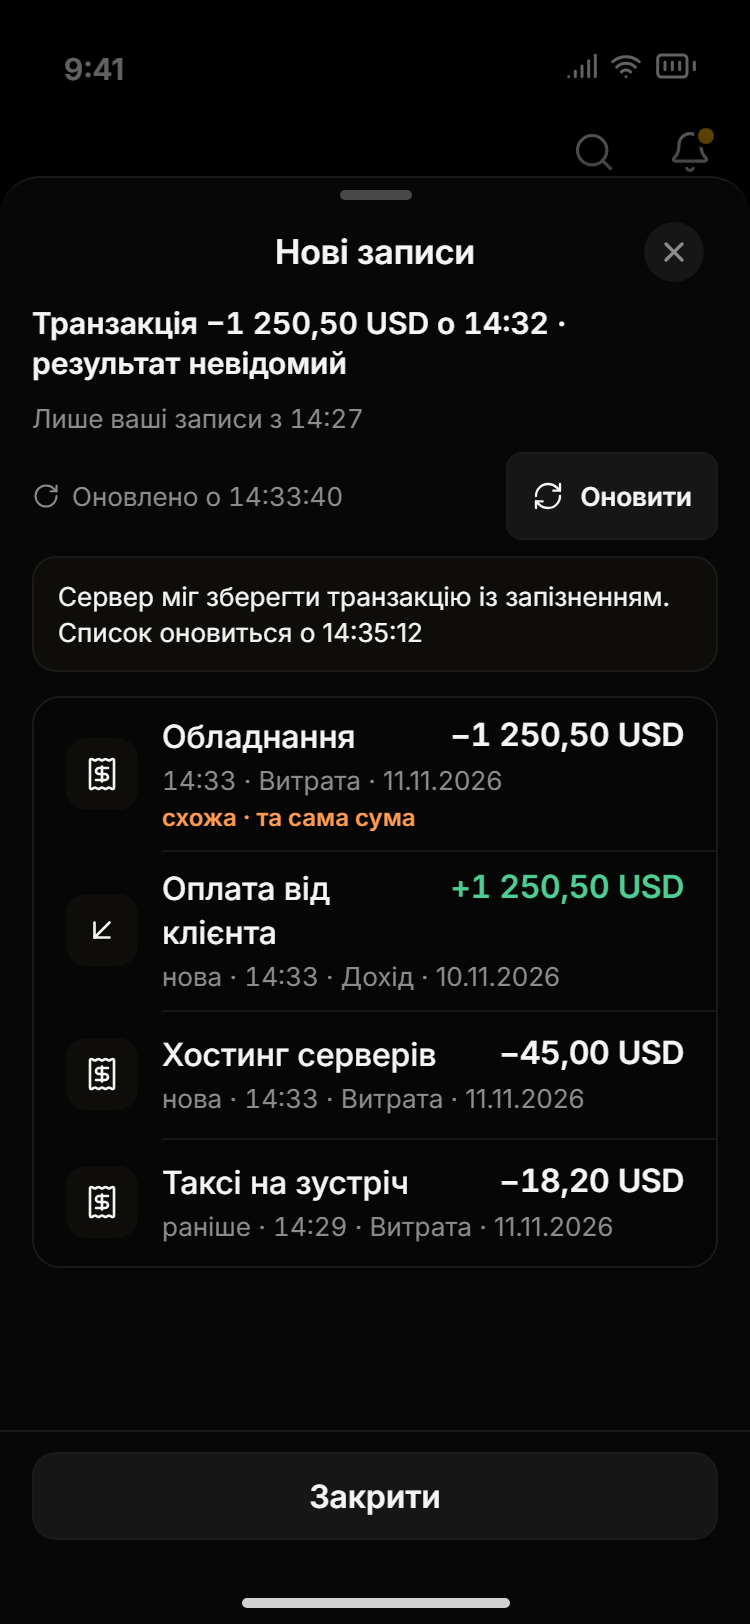 9:41
Нові записи
Транзакція −1 250,50 USD о 14:32 ·
результат невідомий
Лише ваші записи з 14:27
Оновлено о 14:33:40
Оновити
Сервер міг зберегти транзакцію із запізненням.
Список оновиться о 14:35:12
Обладнання −1 250,50 USD
14:33 · Витрата · 11.11.2026
схожа · та сама сума
Оплата від +1 250,50 USD
клієнта
нова · 14:33 · Дохід · 10.11.2026
Хостинг серверів −45,00 USD
нова · 14:33 · Витрата · 11.11.2026
Таксі на зустріч −18,20 USD
раніше · 14:29 · Витрата · 11.11.2026
Закрити